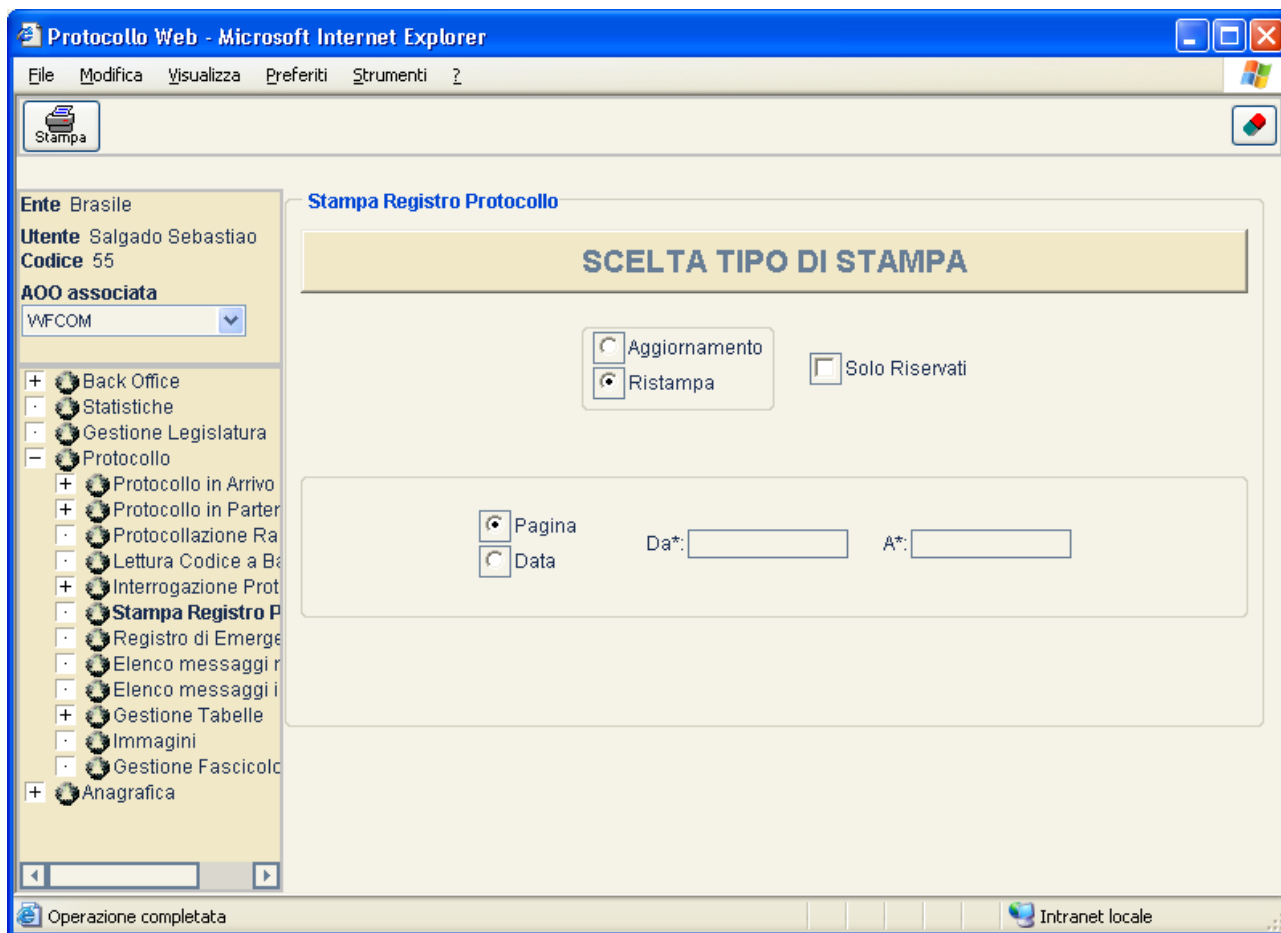 Protocollo Web - Microsoft Internet Explorer
File Modifica Visualizza Preferiti Strumenti ?
Stampa
Ente Brasile
Utente Salgado Sebastiao
Codice 55
AOO associata
WFCOM
Back Office
Statistiche
Gestione Legislatura
Protocollo
Protocollo in Arrivo
Protocollo in Parter
Protocollazione Ra
Lettura Codice a Ba
Interrogazione Prot
Stampa Registro P
Registro di Emerge
Elenco messaggi r
Elenco messaggi i
Gestione Tabelle
Immagini
Gestione Fascicolo
Anagrafica
Stampa Registro Protocollo
SCELTA TIPO DI STAMPA
Aggiornamento
Ristampa
Solo Riservati
Pagina
Data
Da*: A*:
Operazione completata
Intranet locale